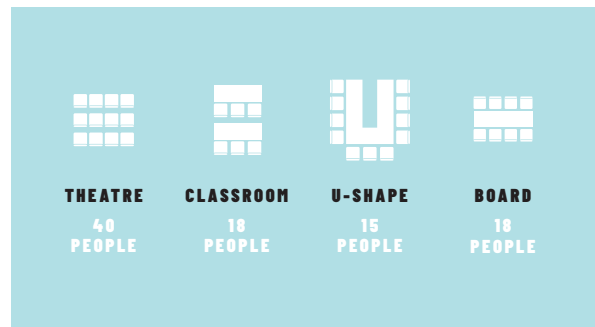 THEATRE
40
PEOPLE
CLASSROOM
18
PEOPLE
U-SHAPE
15
PEOPLE
BOARD
18
PEOPLE